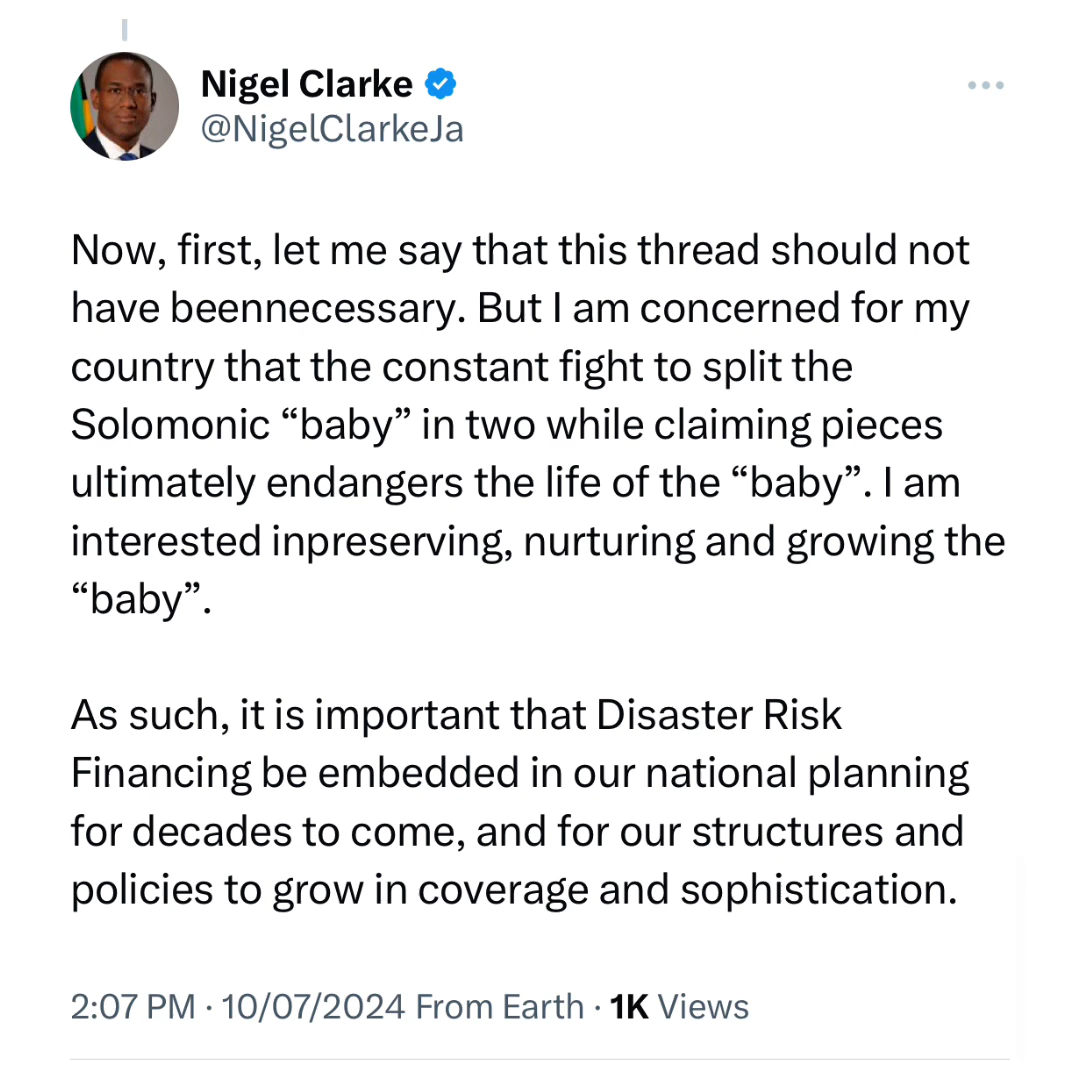 Nigel Clarke
@NigelClarkeJa
Now, first, let me say that this thread should not
have beennecessary. But I am concerned for my
country that the constant fight to split the
Solomonic “baby” in two while claiming pieces
ultimately endangers the life of the “baby”. I am
interested inpreserving, nurturing and growing the
“baby”.
As such, it is important that Disaster Risk
Financing be embedded in our national planning
for decades to come, and for our structures and
policies to grow in coverage and sophistication.
2:07 PM · 10/07/2024 From Earth · 1K Views